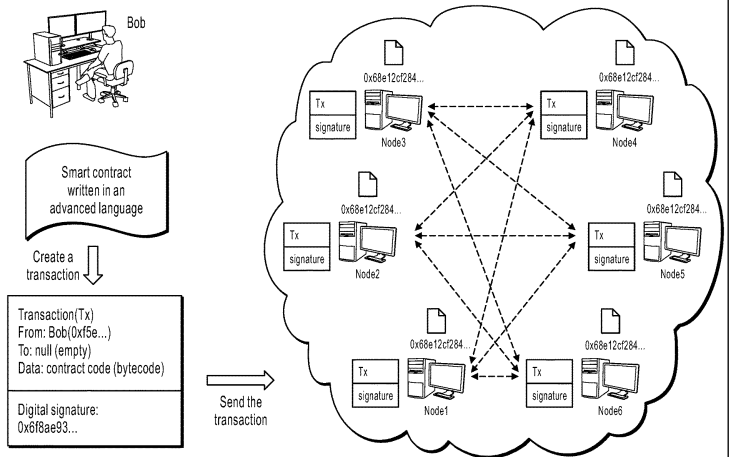 Bob
Smart contract
written in an
advanced language
Create a
transaction
Transaction(Tx)
From: Bob(0xf5e...)
To: null (empty)
Data: contract code (bytecode)
Digital signature:
0x6f8ae93...
Send the
transaction
0x68e12cf284...
Tx
signature
Node3
0x68e12cf284...
Tx
signature
Node4
0x68e12cf284...
Tx
signature
Node2
0x68e12cf284...
Tx
signature
Node5
0x68e12cf284...
Tx
signature
Node1
0x68e12cf284...
Tx
signature
Node6